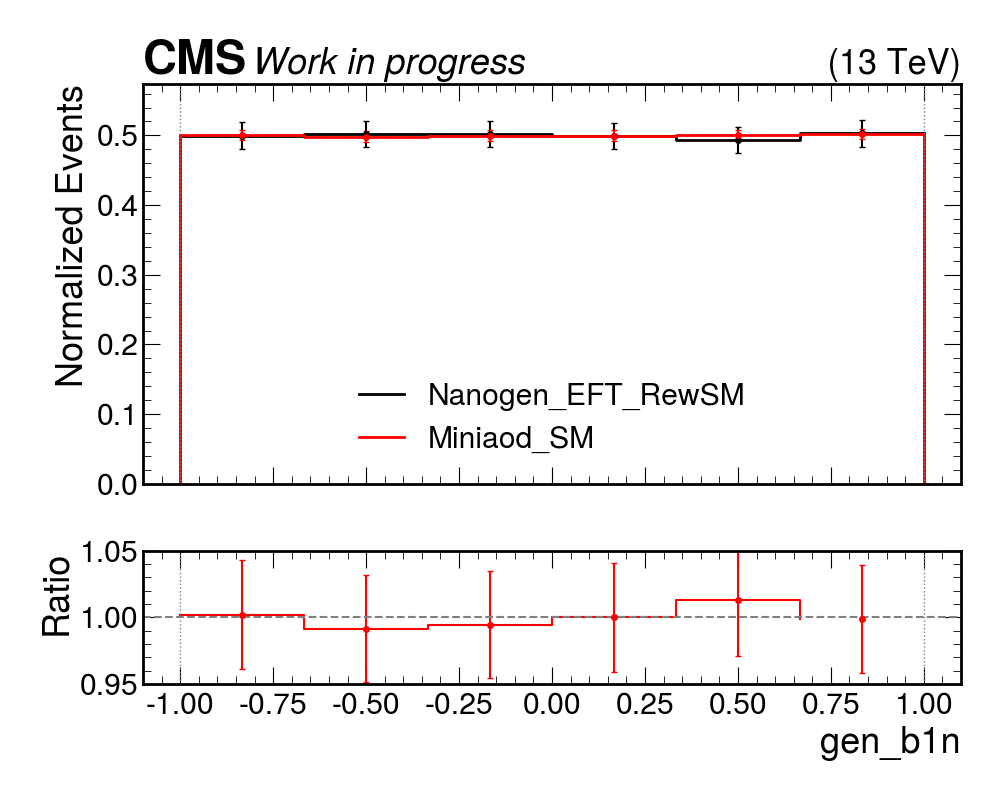 CMS Work in progress (13 TeV)
Normalized Events
0.5
0.4
0.3
0.2
0.1
0.0
Nanogen_EFT_RewSM
Miniaod_SM
Ratio
1.05
1.00
0.95
-1.00 -0.75 -0.50 -0.25 0.00 0.25 0.50 0.75 1.00
gen_b1n